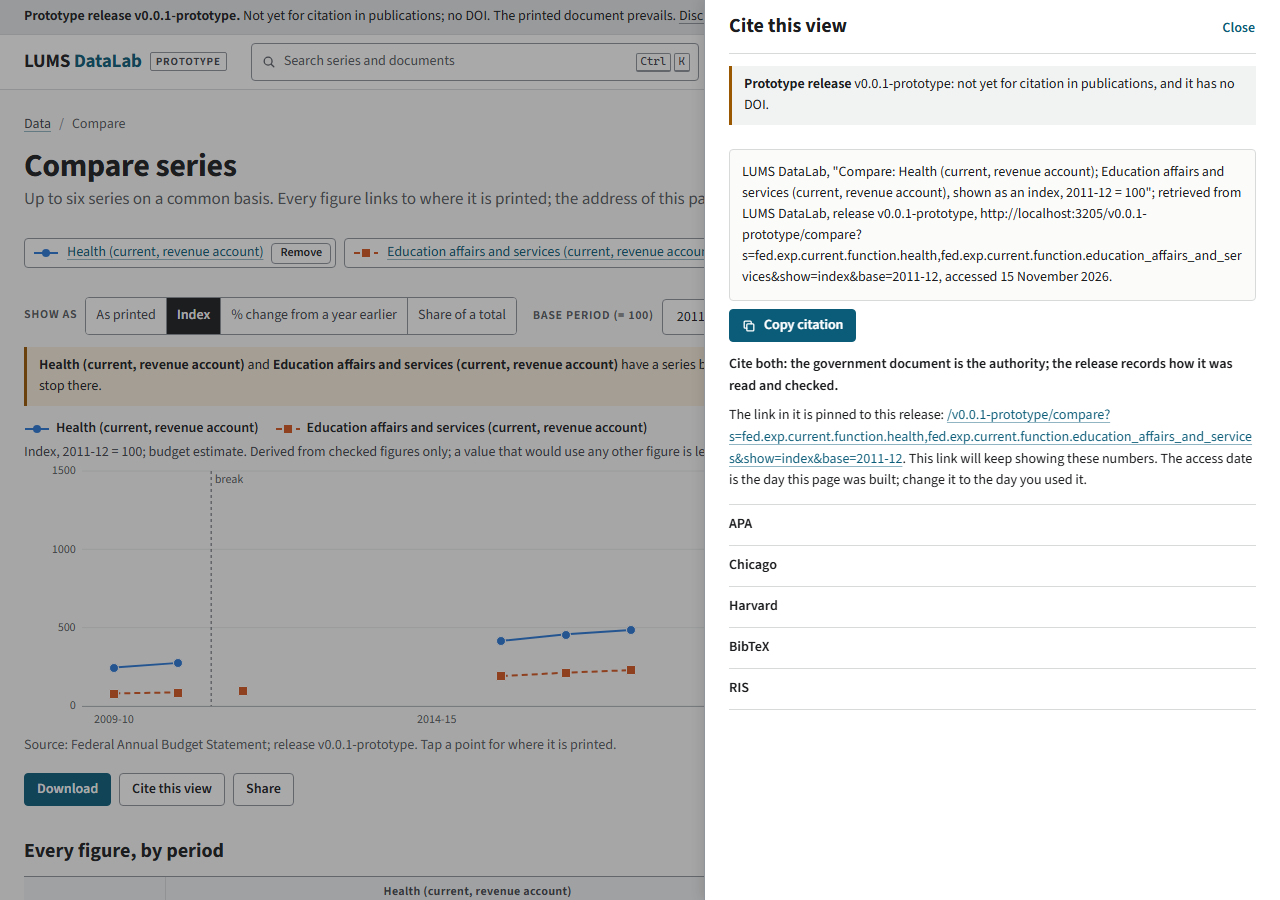 Prototype release v0.0.1-prototype. Not yet for citation in publications; no DOI. The printed document prevails. Disc
LUMS DataLab PROTOTYPE
Search series and documents Ctrl K
Data / Compare
Compare series
Up to six series on a common basis. Every figure links to where it is printed; the address of this pa
Health (current, revenue account) Remove Education affairs and services (current, revenue accour
SHOW AS As printed Index % change from a year earlier Share of a total BASE PERIOD (= 100) 2011
Health (current, revenue account) and Education affairs and services (current, revenue account) have a series b
stop there.
Health (current, revenue account) Education affairs and services (current, revenue account)
Index, 2011-12 = 100; budget estimate. Derived from checked figures only; a value that would use any other figure is le
1500
break
1000
500
0
2009-10 2014-15
Source: Federal Annual Budget Statement; release v0.0.1-prototype. Tap a point for where it is printed.
Download Cite this view Share
Every figure, by period
Health (current, revenue account)
Cite this view Close
Prototype release v0.0.1-prototype: not yet for citation in publications, and it has no
DOI.
LUMS DataLab, "Compare: Health (current, revenue account); Education affairs and
services (current, revenue account), shown as an index, 2011-12 = 100"; retrieved from
LUMS DataLab, release v0.0.1-prototype, http://localhost:3205/v0.0.1-
prototype/compare?
s=fed.exp.current.function.health,fed.exp.current.function.education_affairs_and_ser
vices&show=index&base=2011-12, accessed 15 November 2026.
Copy citation
Cite both: the government document is the authority; the release records how it was
read and checked.
The link in it is pinned to this release: /v0.0.1-prototype/compare?
s=fed.exp.current.function.health,fed.exp.current.function.education_affairs_and_service
s&show=index&base=2011-12. This link will keep showing these numbers. The access date
is the day this page was built; change it to the day you used it.
APA
Chicago
Harvard
BibTeX
RIS